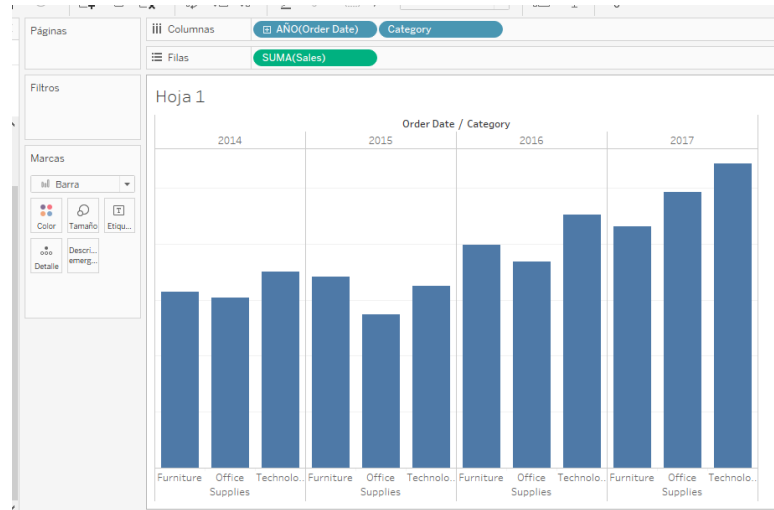 Páginas
Columnas
AÑO(Order Date)
Category
Filas
SUMA(Sales)
Filtros
Marcas
Barra
Color
Tamaño
Etiqu...
Detalle
Descri...
emerg...
Hoja 1
Order Date / Category
2014
2015
2016
2017
Furniture
Office
Supplies
Technolo..
Furniture
Office
Supplies
Technolo..
Furniture
Office
Supplies
Technolo..
Furniture
Office
Supplies
Technolo..